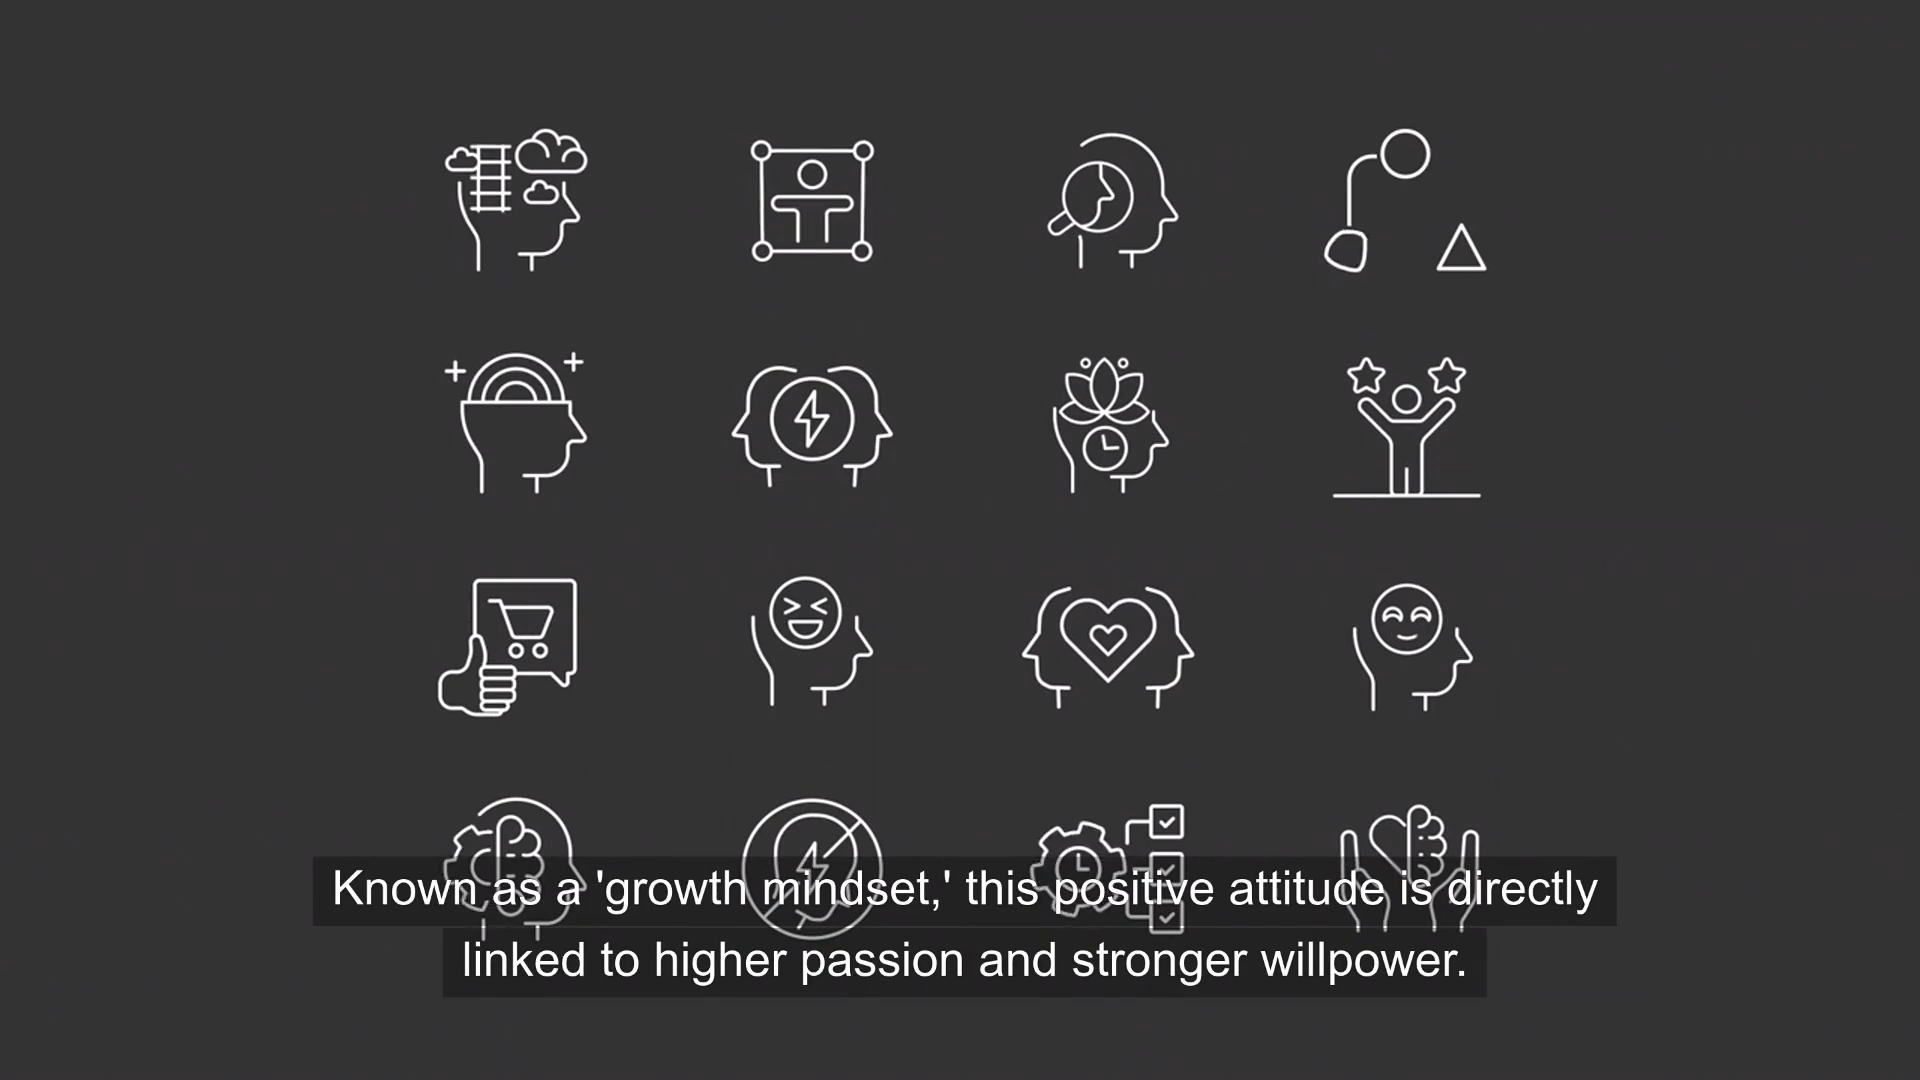 Known as a 'growth mindset,' this positive attitude is directly
linked to higher passion and stronger willpower.